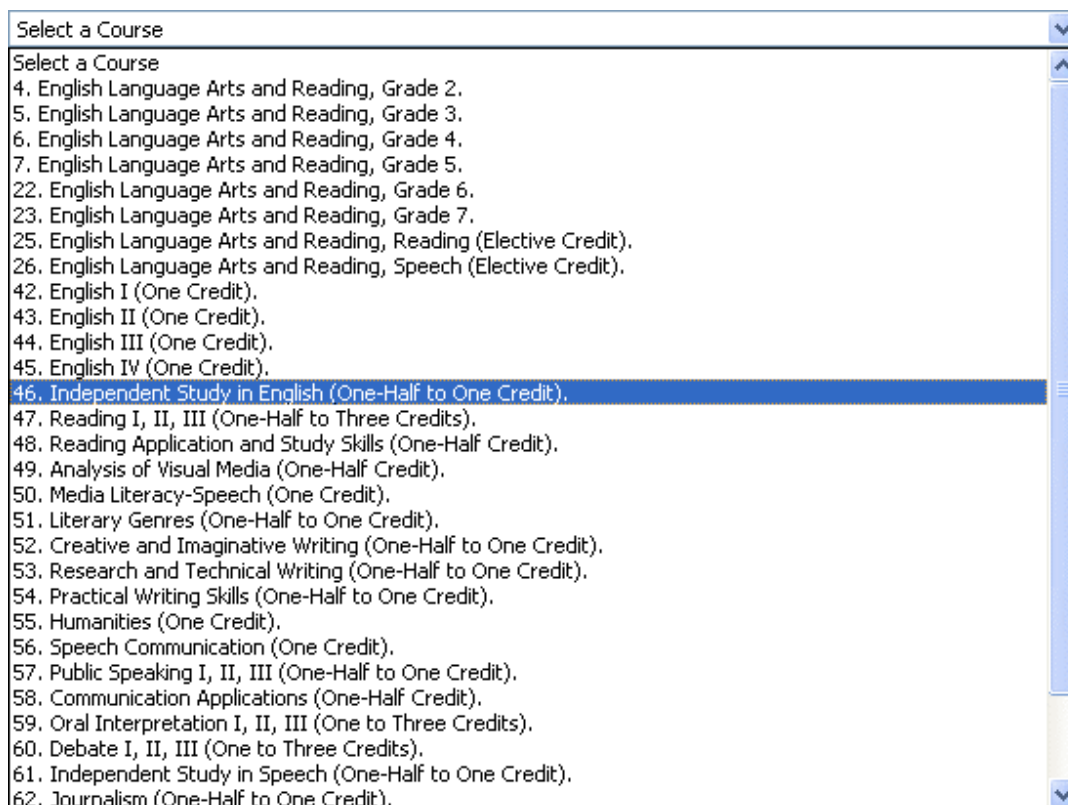 Select a Course
Select a Course
4. English Language Arts and Reading, Grade 2.
5. English Language Arts and Reading, Grade 3.
6. English Language Arts and Reading, Grade 4.
7. English Language Arts and Reading, Grade 5.
22. English Language Arts and Reading, Grade 6.
23. English Language Arts and Reading, Grade 7.
25. English Language Arts and Reading, Reading (Elective Credit).
26. English Language Arts and Reading, Speech (Elective Credit).
42. English I (One Credit).
43. English II (One Credit).
44. English III (One Credit).
45. English IV (One Credit).
46. Independent Study in English (One-Half to One Credit).
47. Reading I, II, III (One-Half to Three Credits).
48. Reading Application and Study Skills (One-Half Credit).
49. Analysis of Visual Media (One-Half Credit).
50. Media Literacy-Speech (One Credit).
51. Literary Genres (One-Half to One Credit).
52. Creative and Imaginative Writing (One-Half to One Credit).
53. Research and Technical Writing (One-Half to One Credit).
54. Practical Writing Skills (One-Half to One Credit).
55. Humanities (One Credit).
56. Speech Communication (One Credit).
57. Public Speaking I, II, III (One-Half to One Credit).
58. Communication Applications (One-Half Credit).
59. Oral Interpretation I, II, III (One to Three Credits).
60. Debate I, II, III (One to Three Credits).
61. Independent Study in Speech (One-Half to One Credit).
62. Journalism (One-Half to One Credit).